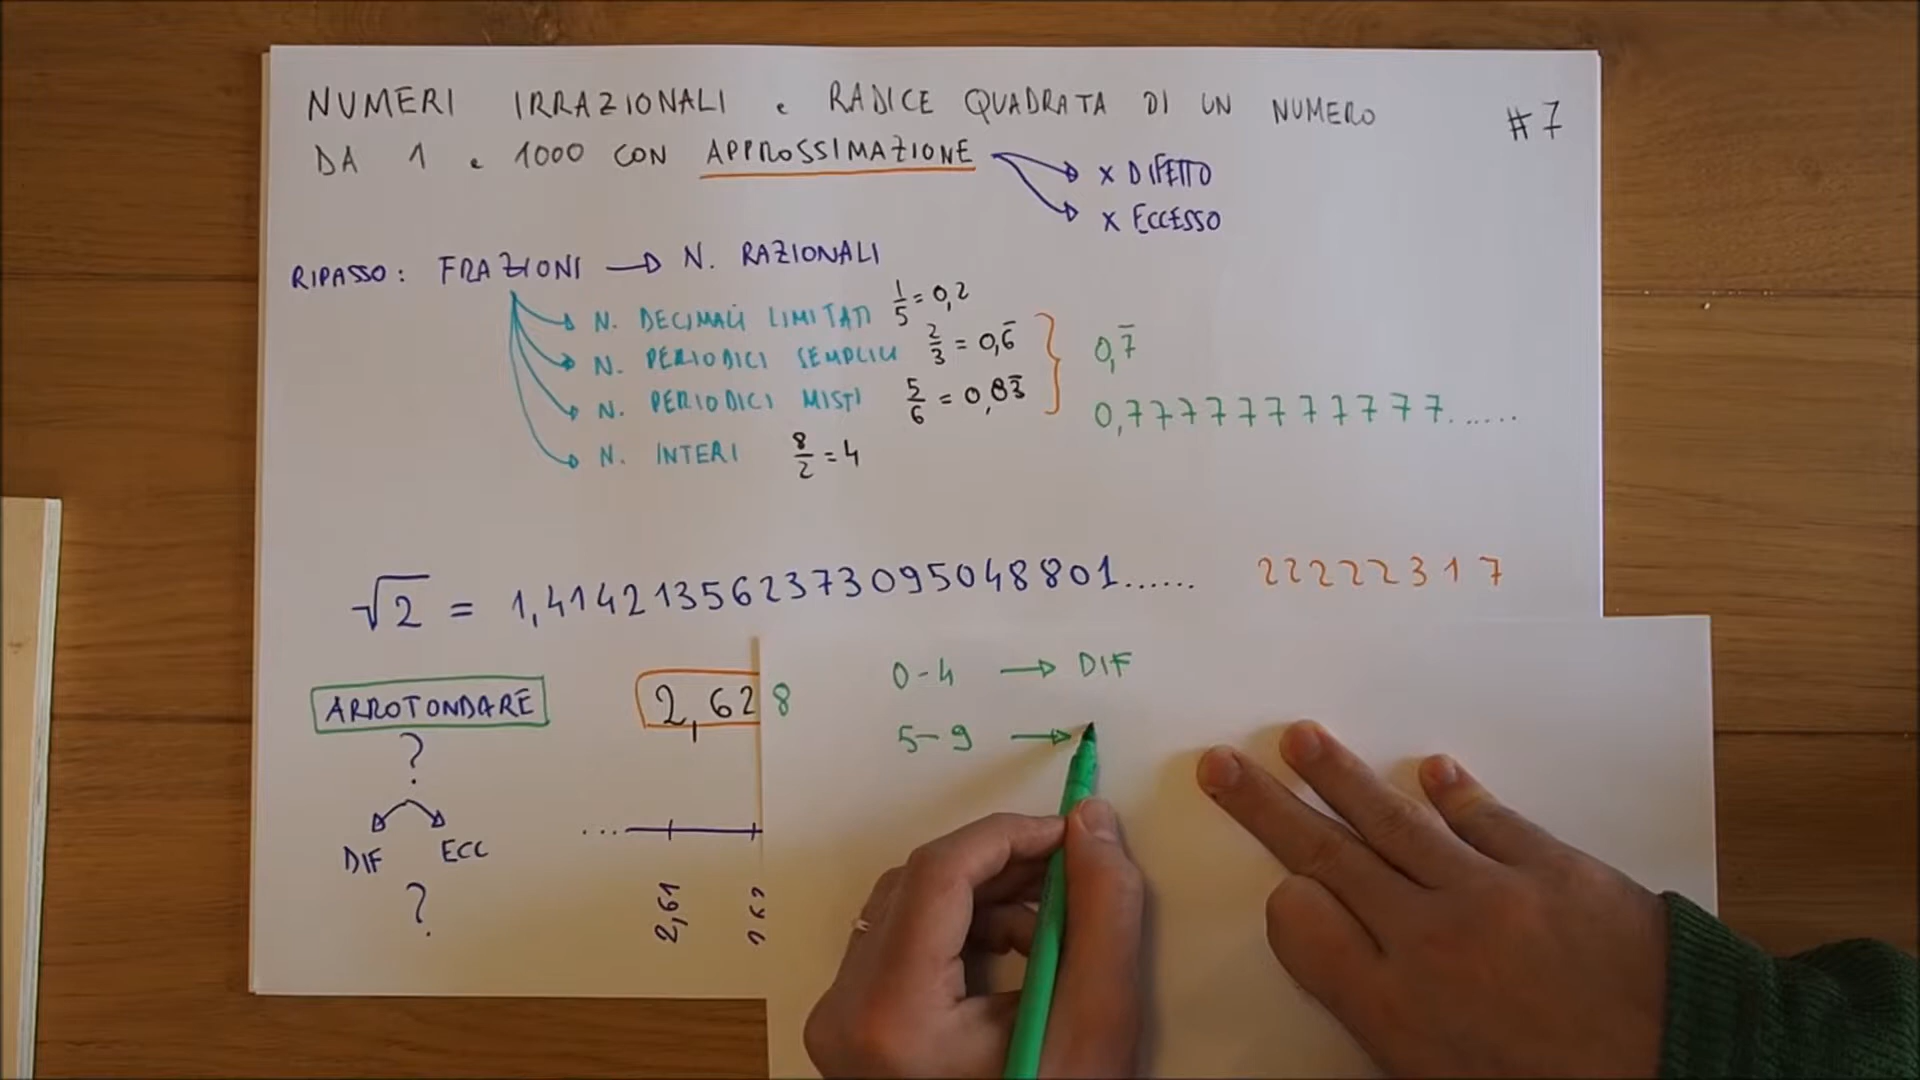 NUMERI IRRAZIONALI e RADICE QUADRATA DI UN NUMERO #7
DA 1 e 1000 CON APPROSSIMAZIONE
x DIFETTO
x ECCESSO
RIPASSO: FRAZIONI → N. RAZIONALI
N. DECIMALI LIMITATI 1/5 = 0,2
N. PERIODICI SEMPLICI 2/3 = 0,6̅
N. PERIODICI MISTI 5/6 = 0,83̅
N. INTERI 8/2 = 4
0,7̅
0,77777777777......
√2 = 1,414213562373095048801...... 22222317
ARROTONDARE
?
DIF ECC
?
2,628
0-4 → DIF
5-9 →
...
2,61